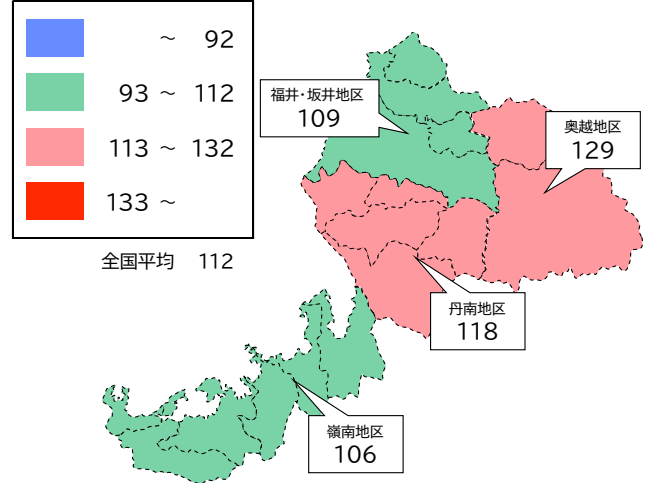 ～ 92
93 ～ 112
113 ～ 132
133 ～
全国平均 112
福井・坂井地区
109
奥越地区
129
丹南地区
118
嶺南地区
106